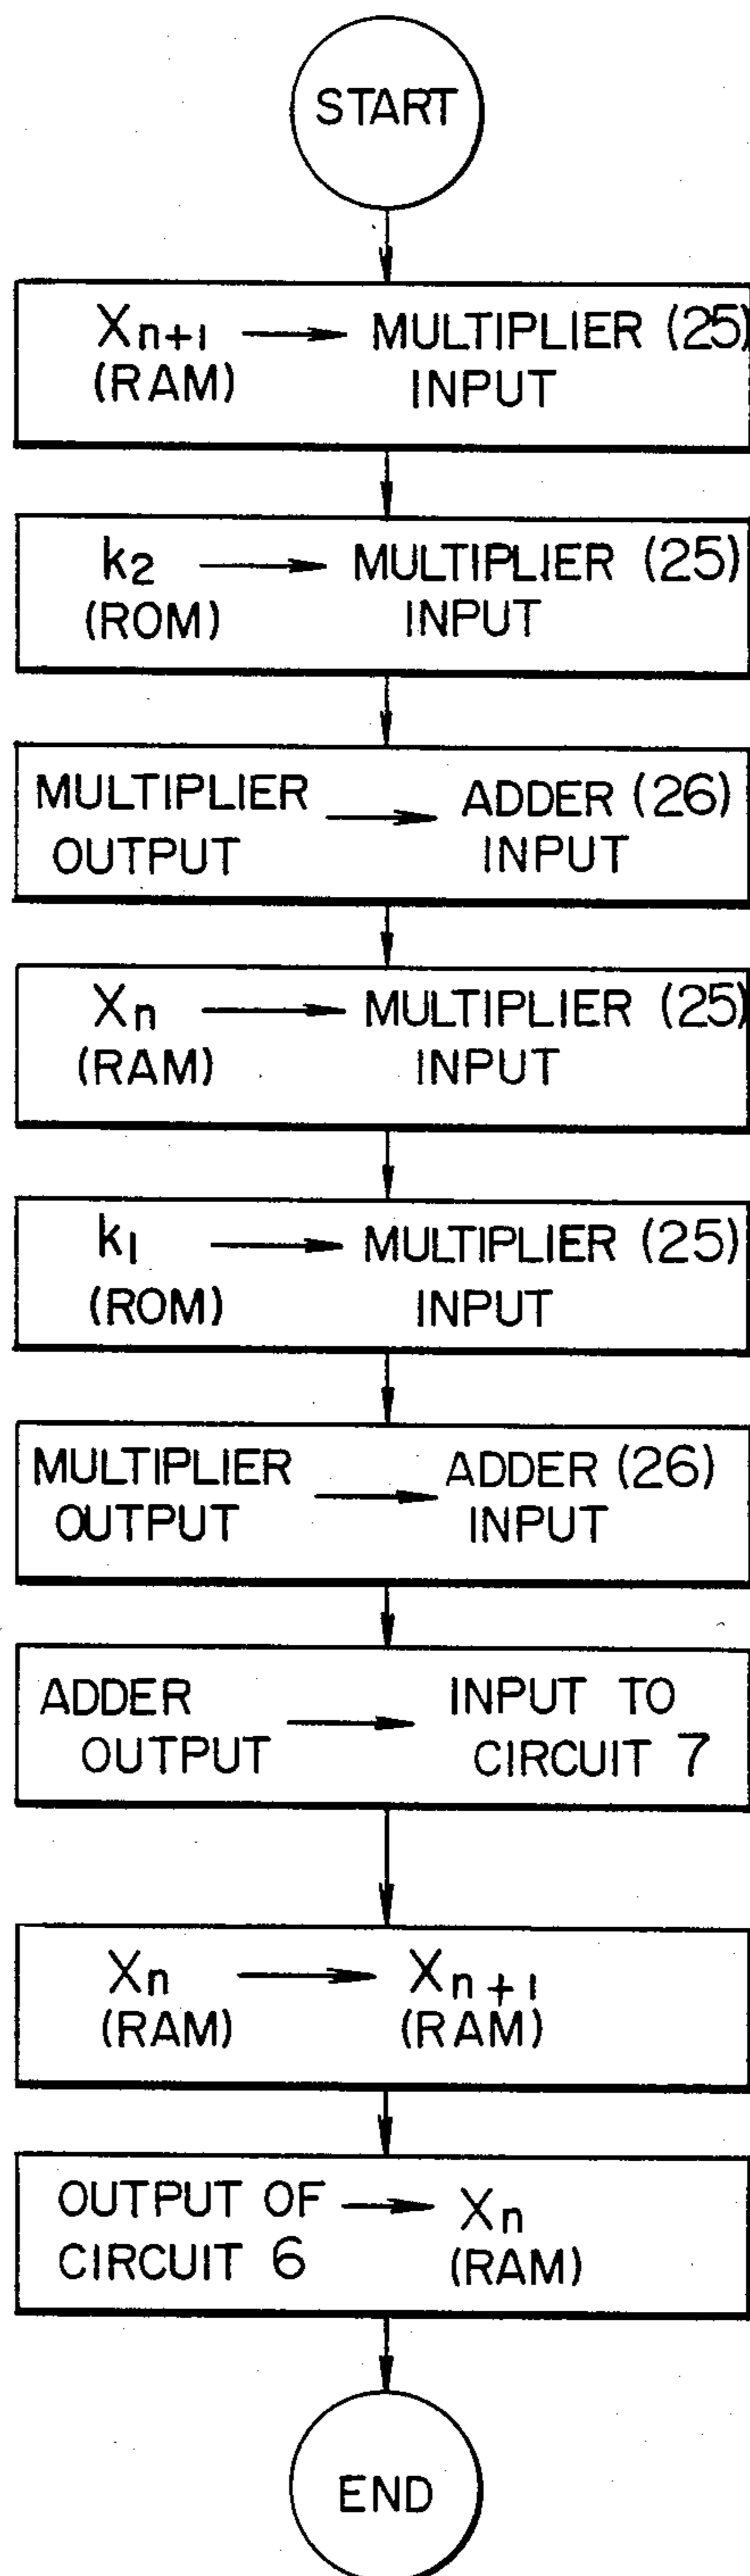 START
Xn+1 → MULTIPLIER (25)
(RAM) INPUT
k2 → MULTIPLIER (25)
(ROM) INPUT
MULTIPLIER → ADDER (26)
OUTPUT INPUT
Xn → MULTIPLIER (25)
(RAM) INPUT
k1 → MULTIPLIER (25)
(ROM) INPUT
MULTIPLIER → ADDER (26)
OUTPUT INPUT
ADDER → INPUT TO
OUTPUT CIRCUIT 7
Xn → Xn+1
(RAM) (RAM)
OUTPUT OF → Xn
CIRCUIT 6 (RAM)
END